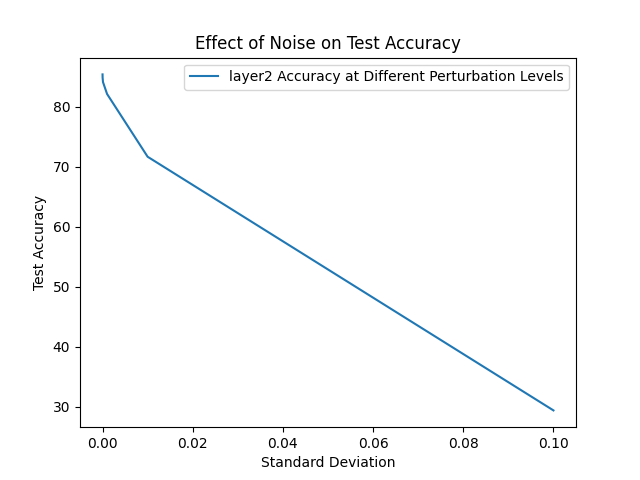 Effect of Noise on Test Accuracy
layer2 Accuracy at Different Perturbation Levels
Test Accuracy
80
70
60
50
40
30
0.00 0.02 0.04 0.06 0.08 0.10
Standard Deviation